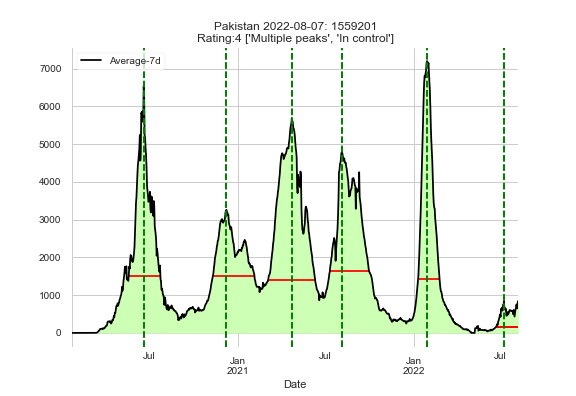 Pakistan 2022-08-07: 1559201
Rating:4 ['Multiple peaks', 'In control']
Average-7d
7000
6000
5000
4000
3000
2000
1000
0
Jul
Jan
2021
Jul
Jan
2022
Jul
Date